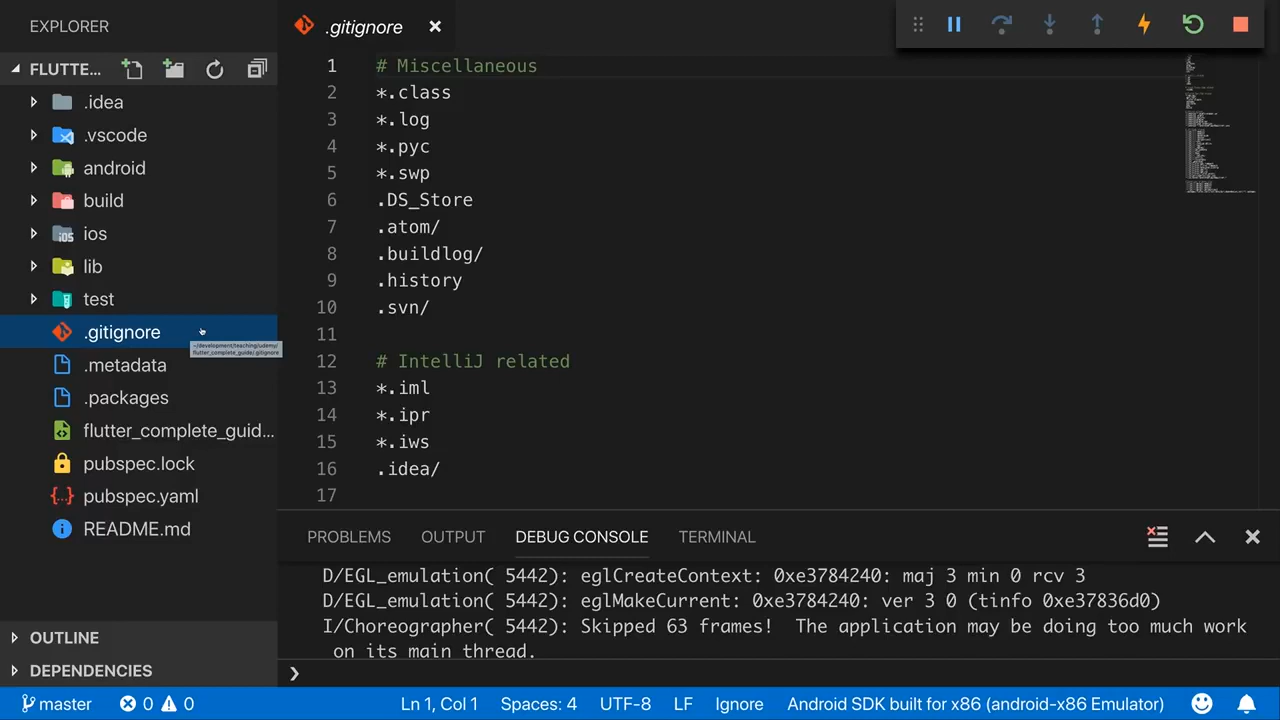 EXPLORER
FLUTTE...
.idea
.vscode
android
build
ios
lib
test
.gitignore
~/development/teaching/udemy/
flutter_complete_guide/.gitignore
.metadata
.packages
flutter_complete_guid...
pubspec.lock
pubspec.yaml
README.md
OUTLINE
DEPENDENCIES
.gitignore
1 # Miscellaneous
2 *.class
3 *.log
4 *.pyc
5 *.swp
6 .DS_Store
7 .atom/
8 .buildlog/
9 .history
10 .svn/
11
12 # IntelliJ related
13 *.iml
14 *.ipr
15 *.iws
16 .idea/
17
PROBLEMS OUTPUT DEBUG CONSOLE TERMINAL
D/EGL_emulation( 5442): eglCreateContext: 0xe3784240: maj 3 min 0 rcv 3
D/EGL_emulation( 5442): eglMakeCurrent: 0xe3784240: ver 3 0 (tinfo 0xe37836d0)
I/Choreographer( 5442): Skipped 63 frames!  The application may be doing too much work
on its main thread.
master 0 0 Ln 1, Col 1 Spaces: 4 UTF-8 LF Ignore Android SDK built for x86 (android-x86 Emulator)